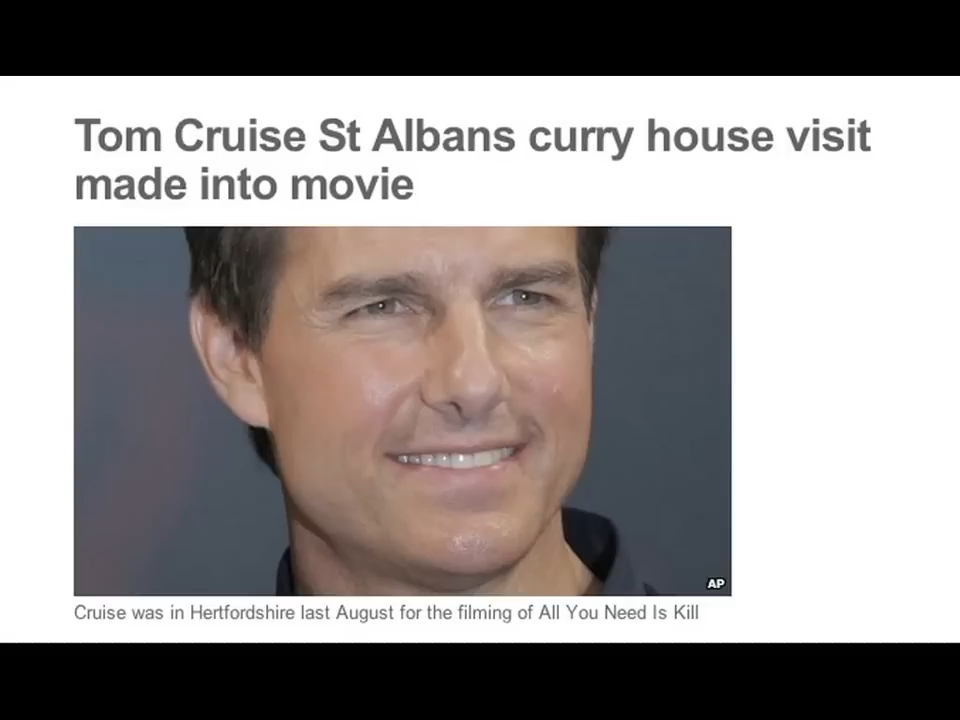 Tom Cruise St Albans curry house visit
made into movie
AP
Cruise was in Hertfordshire last August for the filming of All You Need Is Kill